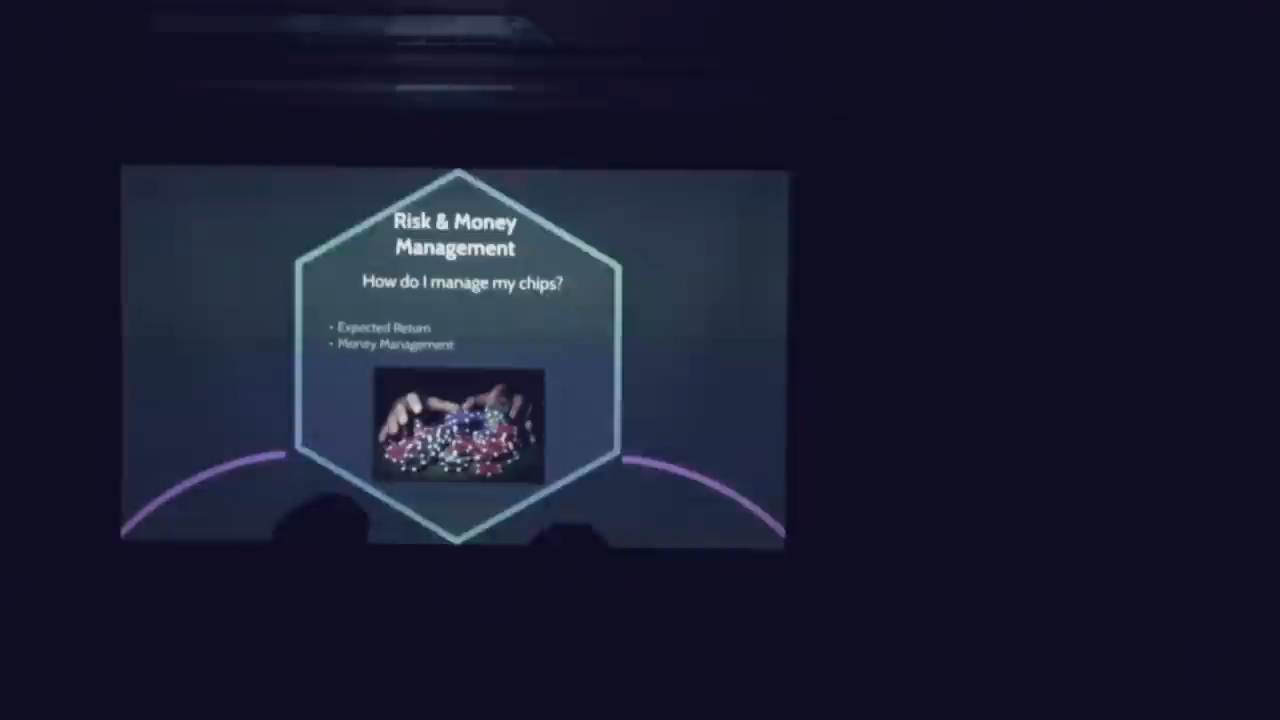 Risk & Money
Management
How do I manage my chips?
• Expected Return
• Money Management